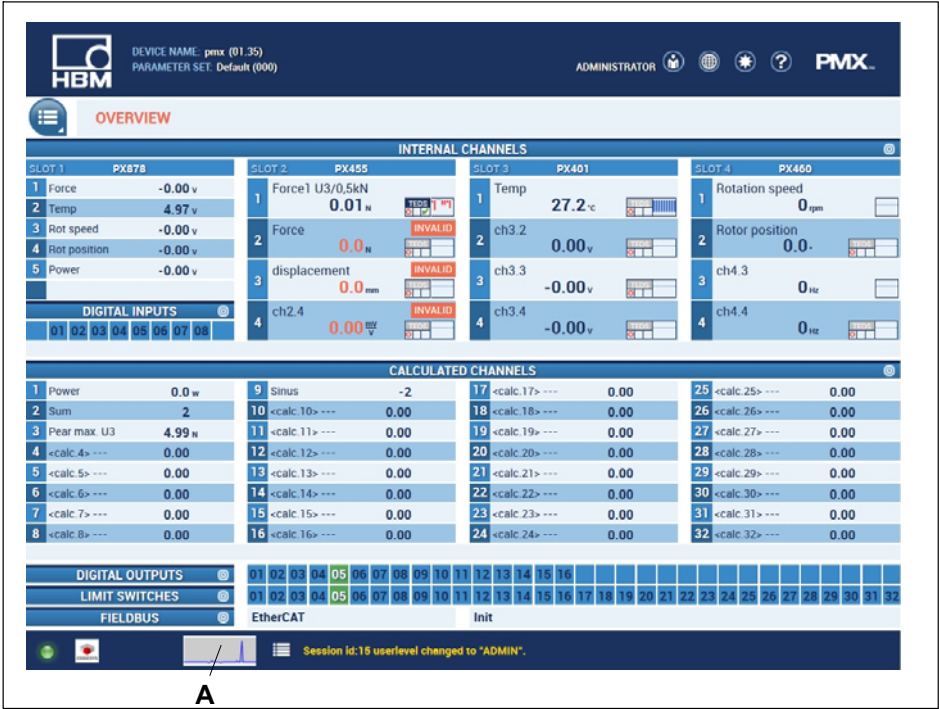 HBM
DEVICE NAME: pmx (01.35)
PARAMETER SET: Default (000)
ADMINISTRATOR
?
PMX
OVERVIEW
INTERNAL CHANNELS
SLOT 1 PX878
1 Force -0.00 V
2 Temp 4.97 V
3 Rot speed -0.00 V
4 Rot position -0.00 V
5 Power -0.00 V
DIGITAL INPUTS
01 02 03 04 05 06 07 08
SLOT 2 PX455
1 Force1 U3/0,5kN
0.01 N TEDS
2 Force INVALID
0.0 N TEDS
3 displacement INVALID
0.0 mm TEDS
4 ch2.4 INVALID
0.00 mV/V TEDS
SLOT 3 PX401
1 Temp
27.2 °C TEDS
2 ch3.2
0.00 V TEDS
3 ch3.3
-0.00 V TEDS
4 ch3.4
-0.00 V TEDS
SLOT 4 PX460
1 Rotation speed
0 rpm
2 Rotor position
0.0 ° TEDS
3 ch4.3
0 Hz
4 ch4.4
0 Hz TEDS
CALCULATED CHANNELS
1 Power 0.0 W
2 Sum 2
3 Pear max. U3 4.99 N
4 <calc.4> --- 0.00
5 <calc.5> --- 0.00
6 <calc.6> --- 0.00
7 <calc.7> --- 0.00
8 <calc.8> --- 0.00
9 Sinus -2
10 <calc.10> --- 0.00
11 <calc.11> --- 0.00
12 <calc.12> --- 0.00
13 <calc.13> --- 0.00
14 <calc.14> --- 0.00
15 <calc.15> --- 0.00
16 <calc.16> --- 0.00
17 <calc.17> --- 0.00
18 <calc.18> --- 0.00
19 <calc.19> --- 0.00
20 <calc.20> --- 0.00
21 <calc.21> --- 0.00
22 <calc.22> --- 0.00
23 <calc.23> --- 0.00
24 <calc.24> --- 0.00
25 <calc.25> --- 0.00
26 <calc.26> --- 0.00
27 <calc.27> --- 0.00
28 <calc.28> --- 0.00
29 <calc.29> --- 0.00
30 <calc.30> --- 0.00
31 <calc.31> --- 0.00
32 <calc.32> --- 0.00
DIGITAL OUTPUTS 01 02 03 04 05 06 07 08 09 10 11 12 13 14 15 16
LIMIT SWITCHES 01 02 03 04 05 06 07 08 09 10 11 12 13 14 15 16 17 18 19 20 21 22 23 24 25 26 27 28 29 30 31 32
FIELDBUS EtherCAT Init
Session id:15 userlevel changed to "ADMIN".
A